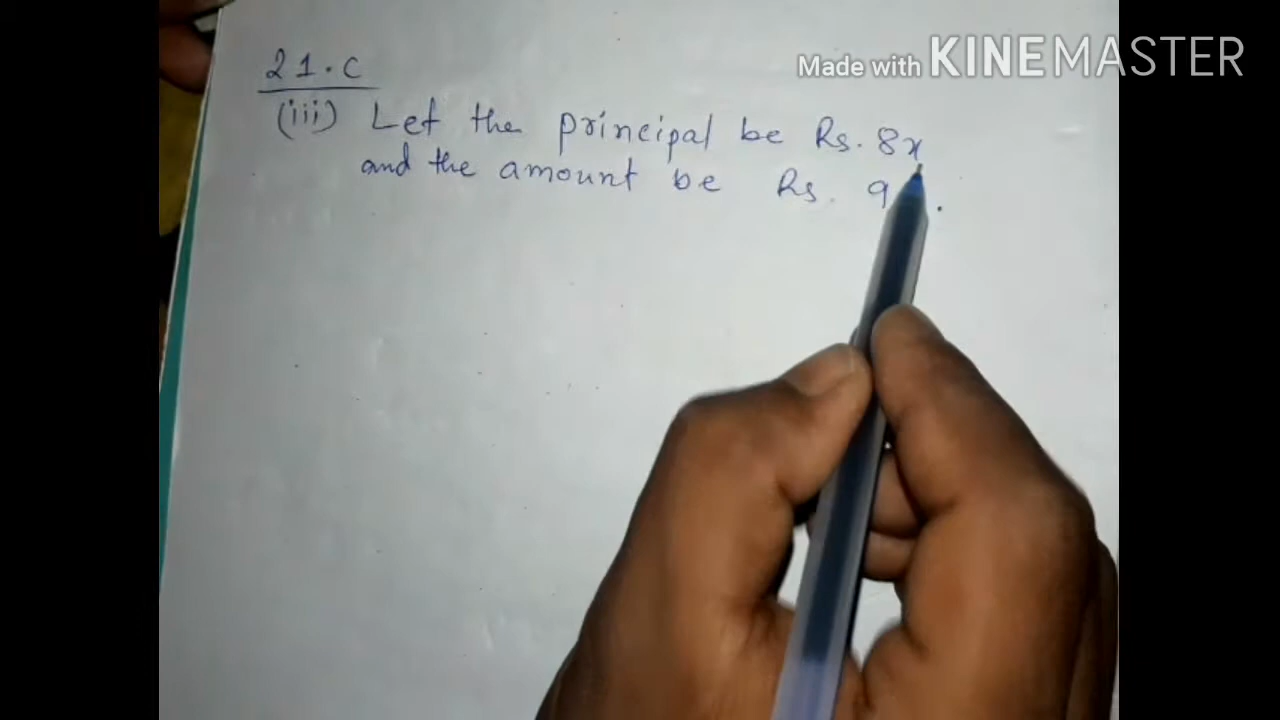 Made with KINEMASTER
21.c
(iii) Let the principal be Rs. 8x
and the amount be Rs. 9 .